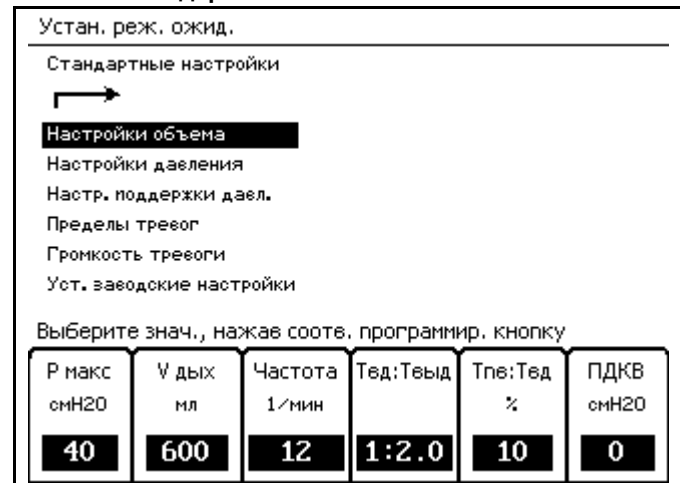 Устан. реж. ожид.
Стандартные настройки
Настройки объема
Настройки давления
Настр. поддержки давл.
Пределы тревог
Громкость тревоги
Уст. заводские настройки
Выберите знач., нажав соотв. программир. кнопку
P макс V дых Частота Твд:Твыд Тпв:Твд ПДКВ
смH2O мл 1/мин % смH2O
40 600 12 1:2.0 10 0